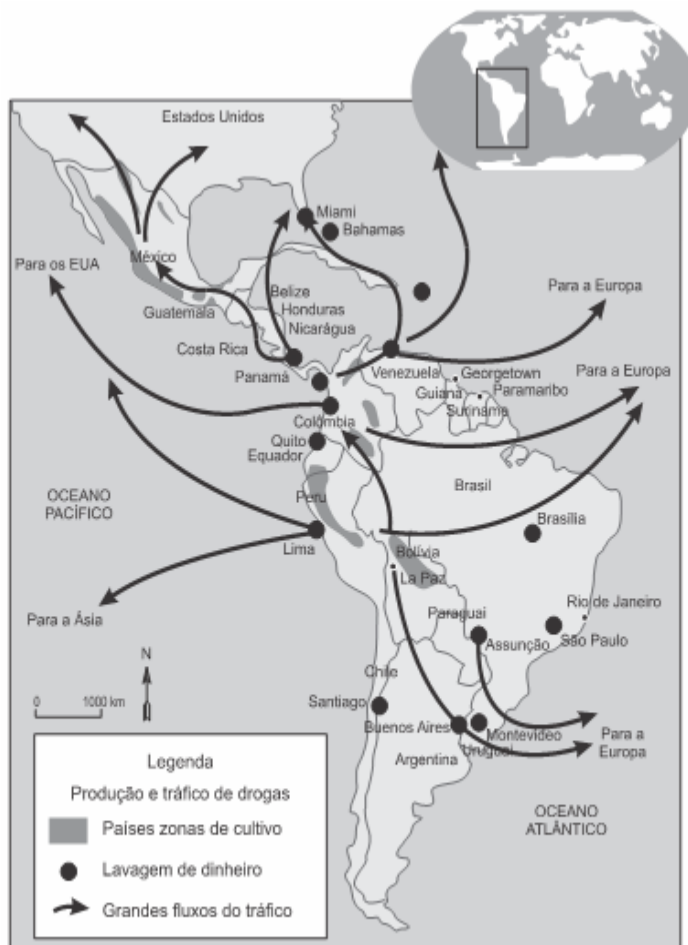 Estados Unidos
Miami
Bahamas
México
Para os EUA
Belize
Honduras
Nicarágua
Guatemala
Para a Europa
Costa Rica
Panamá
Venezuela
Georgetown
Para a Europa
Guiana
Paramaribo
Suriname
Colômbia
Quito
Equador
Brasil
OCEANO
PACÍFICO
Peru
Brasília
Lima
Bolívia
La Paz
Para a Ásia
Paraguai
Rio de Janeiro
Assunção
São Paulo
N
0 1000 km
Chile
Santiago
Buenos Aires
Montevideo
Uruguai
Argentina
Para a
Europa
OCEANO
ATLÂNTICO
Legenda
Produção e tráfico de drogas
Países zonas de cultivo
Lavagem de dinheiro
Grandes fluxos do tráfico